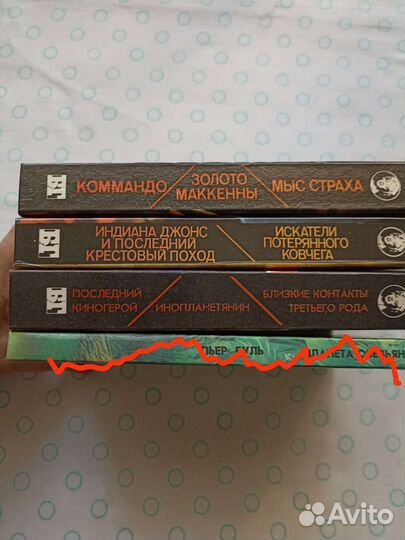 КОММАНДО
ЗОЛОТО
МАККЕННЫ
МЫС СТРАХА
ИНДИАНА ДЖОНС
И ПОСЛЕДНИЙ
КРЕСТОВЫЙ ПОХОД
ИСКАТЕЛИ
ПОТЕРЯННОГО
КОВЧЕГА
ПОСЛЕДНИЙ
КИНОГЕРОЙ
ИНОПЛАНЕТЯНИН
БЛИЗКИЕ КОНТАКТЫ
ТРЕТЬЕГО РОДА
Avito